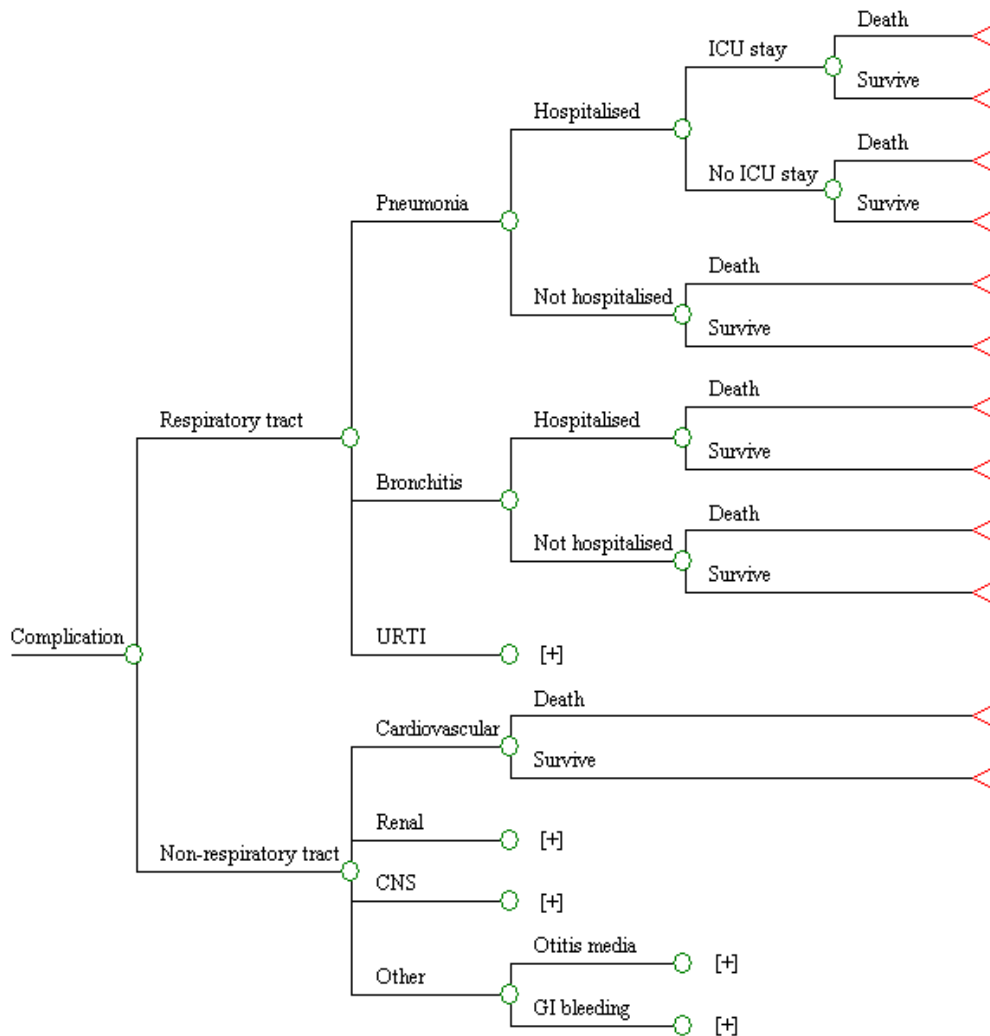 Death
ICU stay
Survive
Hospitalised
Death
No ICU stay
Survive
Pneumonia
Death
Not hospitalised
Survive
Death
Respiratory tract
Hospitalised
Survive
Bronchitis
Death
Not hospitalised
Survive
Complication
URTI
[+]
Death
Cardiovascular
Survive
Renal
[+]
Non-respiratory tract
CNS
[+]
Otitis media
[+]
Other
GI bleeding
[+]